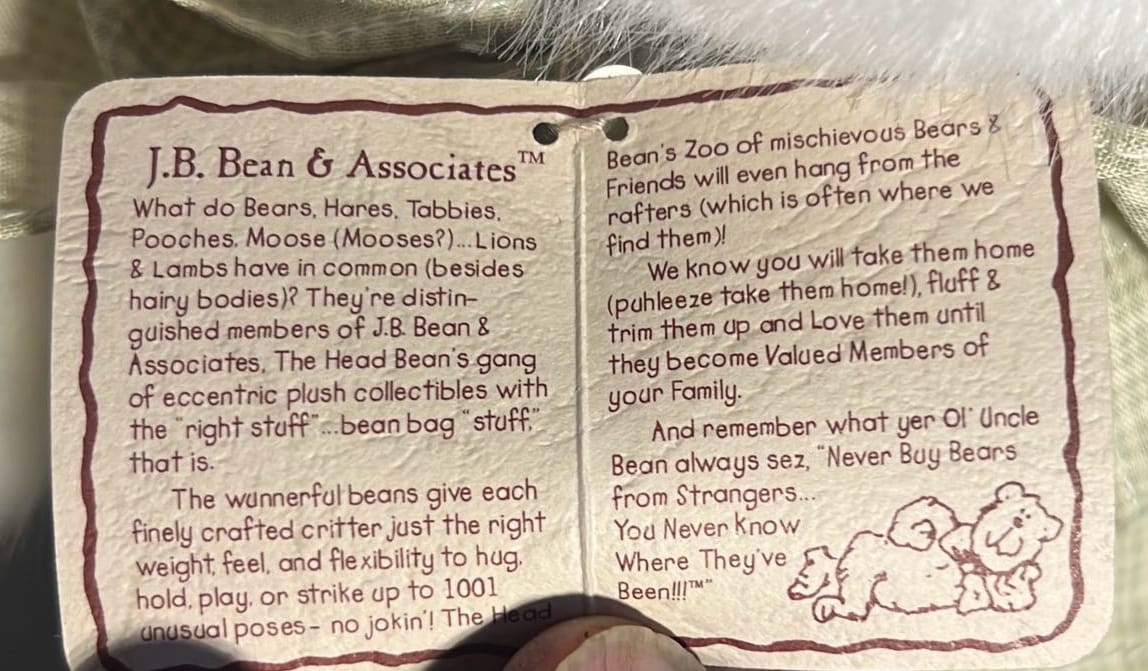 J.B. Bean & Associates™
What do Bears, Hares, Tabbies,
Pooches, Moose (Mooses?)...Lions
& Lambs have in common (besides
hairy bodies)? They're distin-
guished members of J.B. Bean &
Associates, The Head Bean's gang
of eccentric plush collectibles with
the "right stuff"...bean bag "stuff,"
that is.
The wunnerful beans give each
finely crafted critter just the right
weight, feel, and flexibility to hug,
hold, play, or strike up to 1001
unusual poses- no jokin'! The Head
Bean's Zoo of mischievous Bears &
Friends will even hang from the
rafters (which is often where we
find them)!
We know you will take them home
(puhleeze take them home!), fluff &
trim them up and Love them until
they become Valued Members of
your Family.
And remember what yer Ol' Uncle
Bean always sez, "Never Buy Bears
from Strangers...
You Never Know
Where They've
Been!!!™"